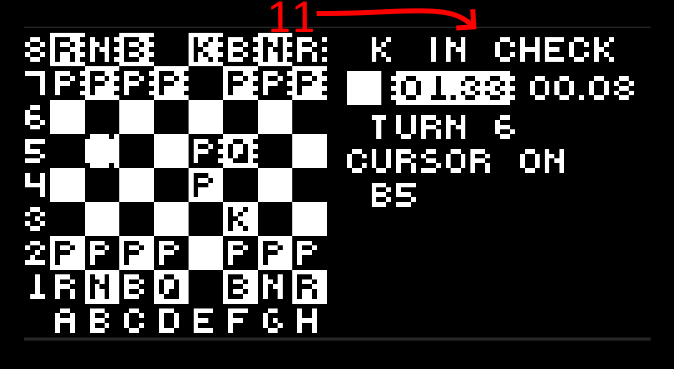 11
8 R N B K B N R
7 P P P P P P P
6
5 P Q
4 P
3 K
2 P P P P P P P
1 R N B Q B N R
A B C D E F G H
K IN CHECK
01.33 00.08
TURN 6
CURSOR ON
B5